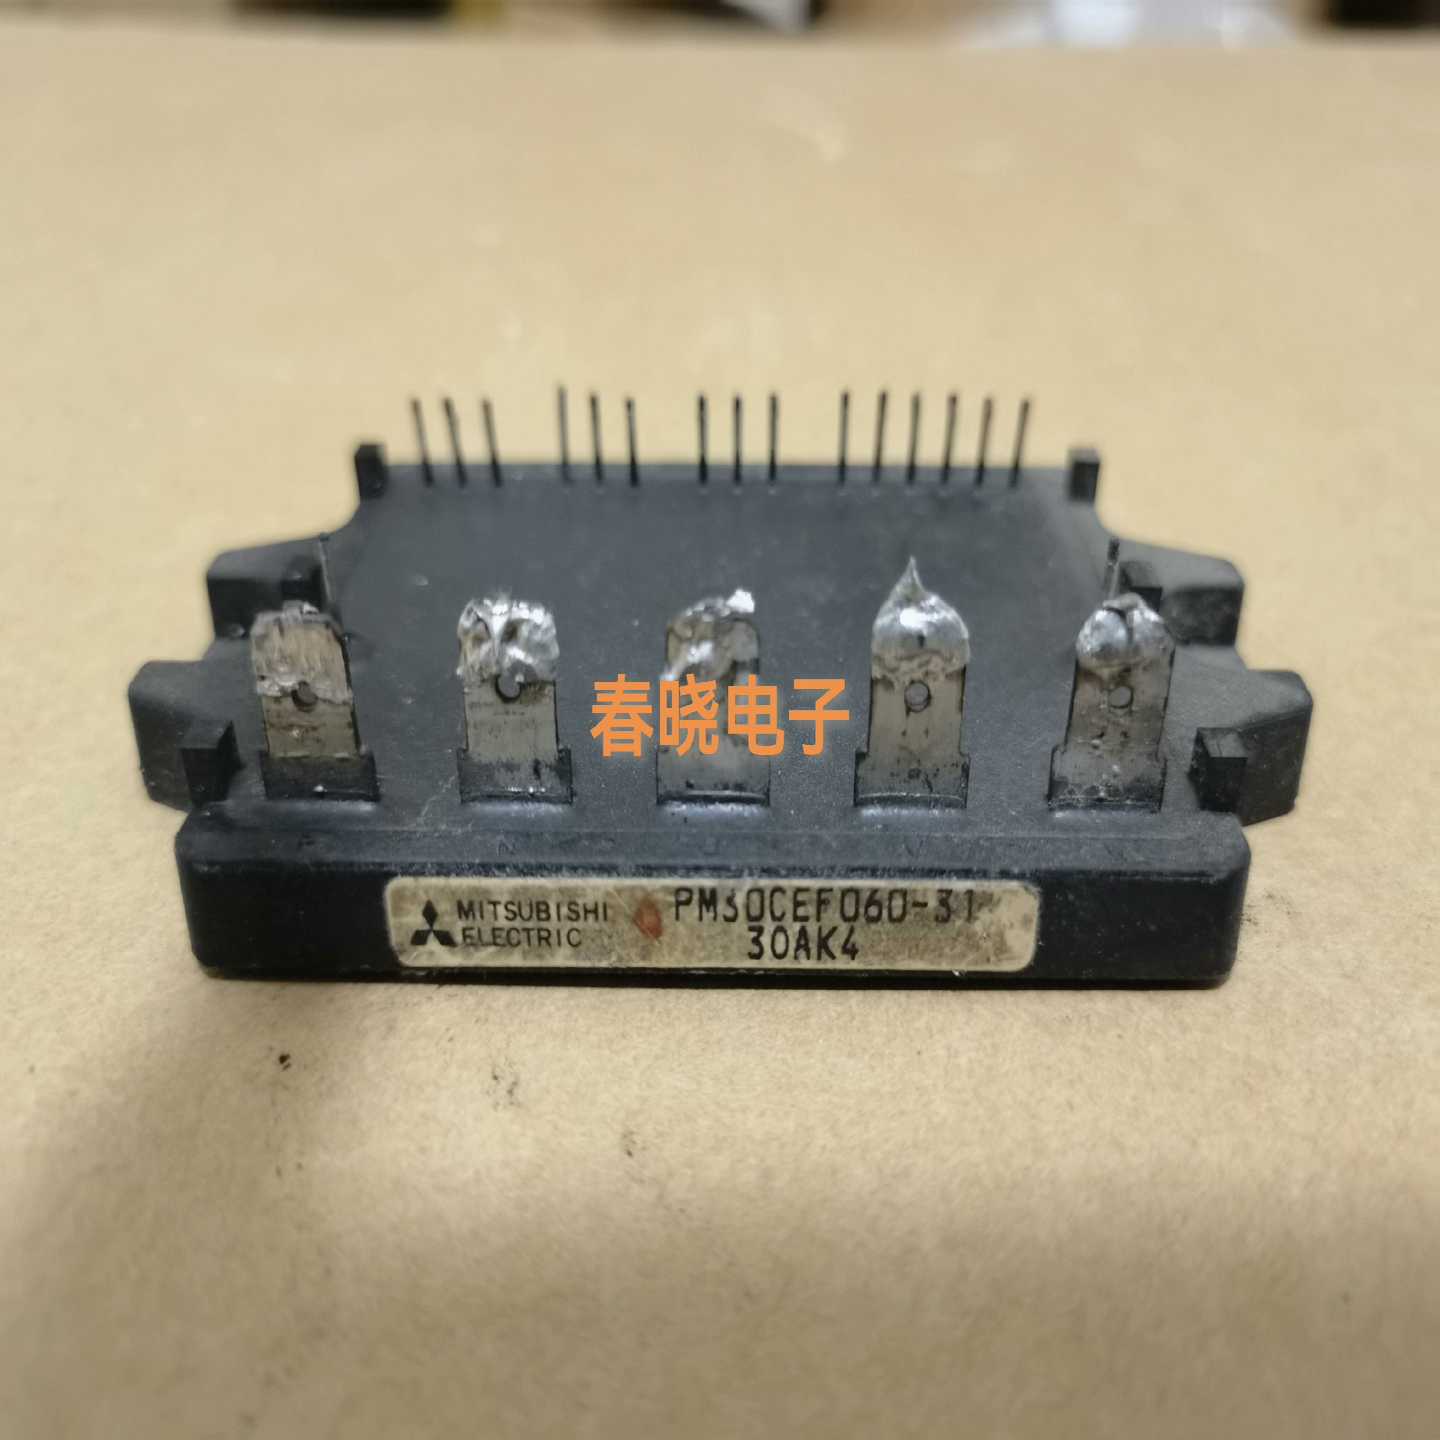 春晓电子
P N U V
MITSUBISHI PM30CEF060-31
ELECTRIC 30AK4